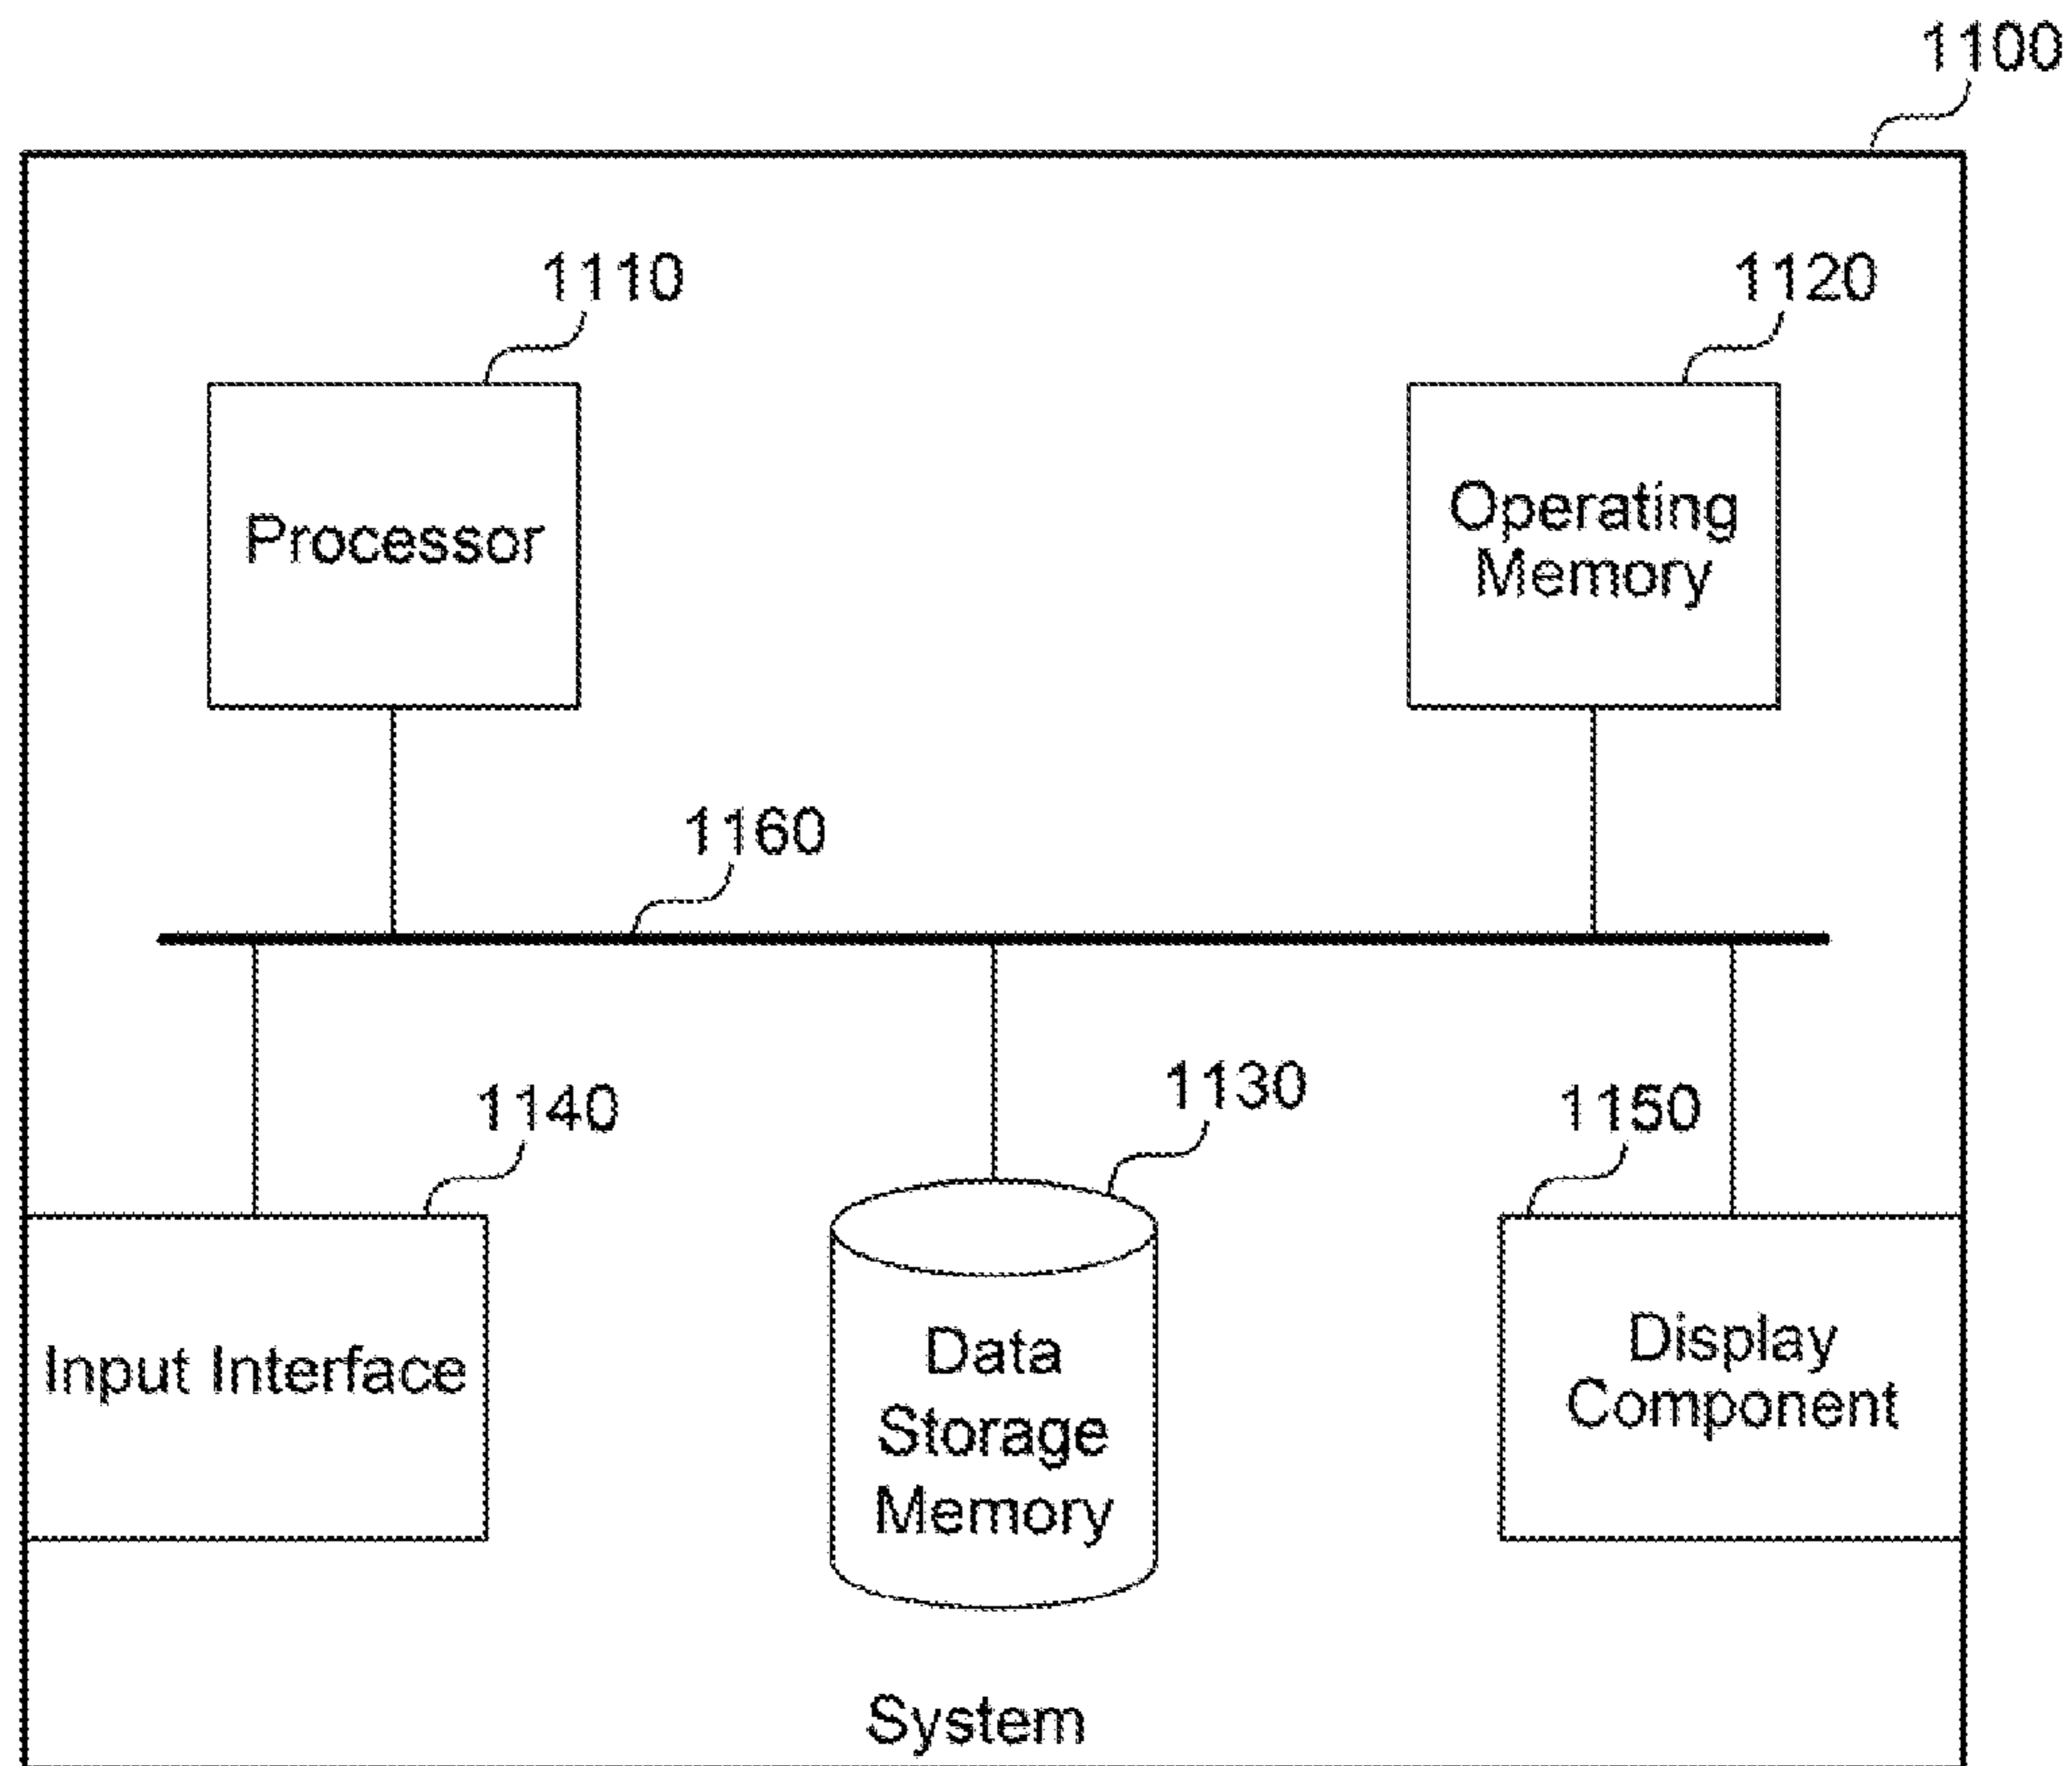 1100
1110
1120
Processor
Operating
Memory
1160
1140
1130
1150
Input Interface
Data
Storage
Memory
Display
Component
System